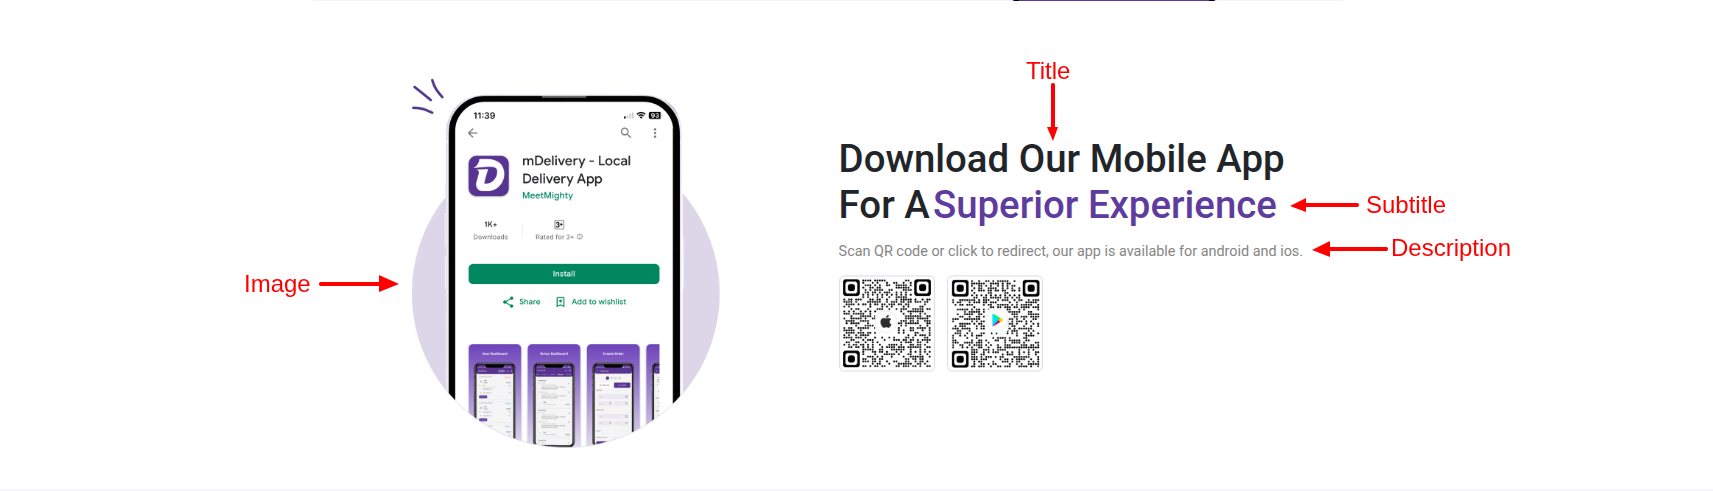 Title
Download Our Mobile App
For A Superior Experience
Subtitle
Scan QR code or click to redirect, our app is available for android and ios.
Description
Image
11:39
93
mDelivery - Local
Delivery App
MeetMighty
1K+
Downloads
3+
Rated for 3+
Install
Share
Add to wishlist
User Dashboard
Driver Dashboard
Create Order